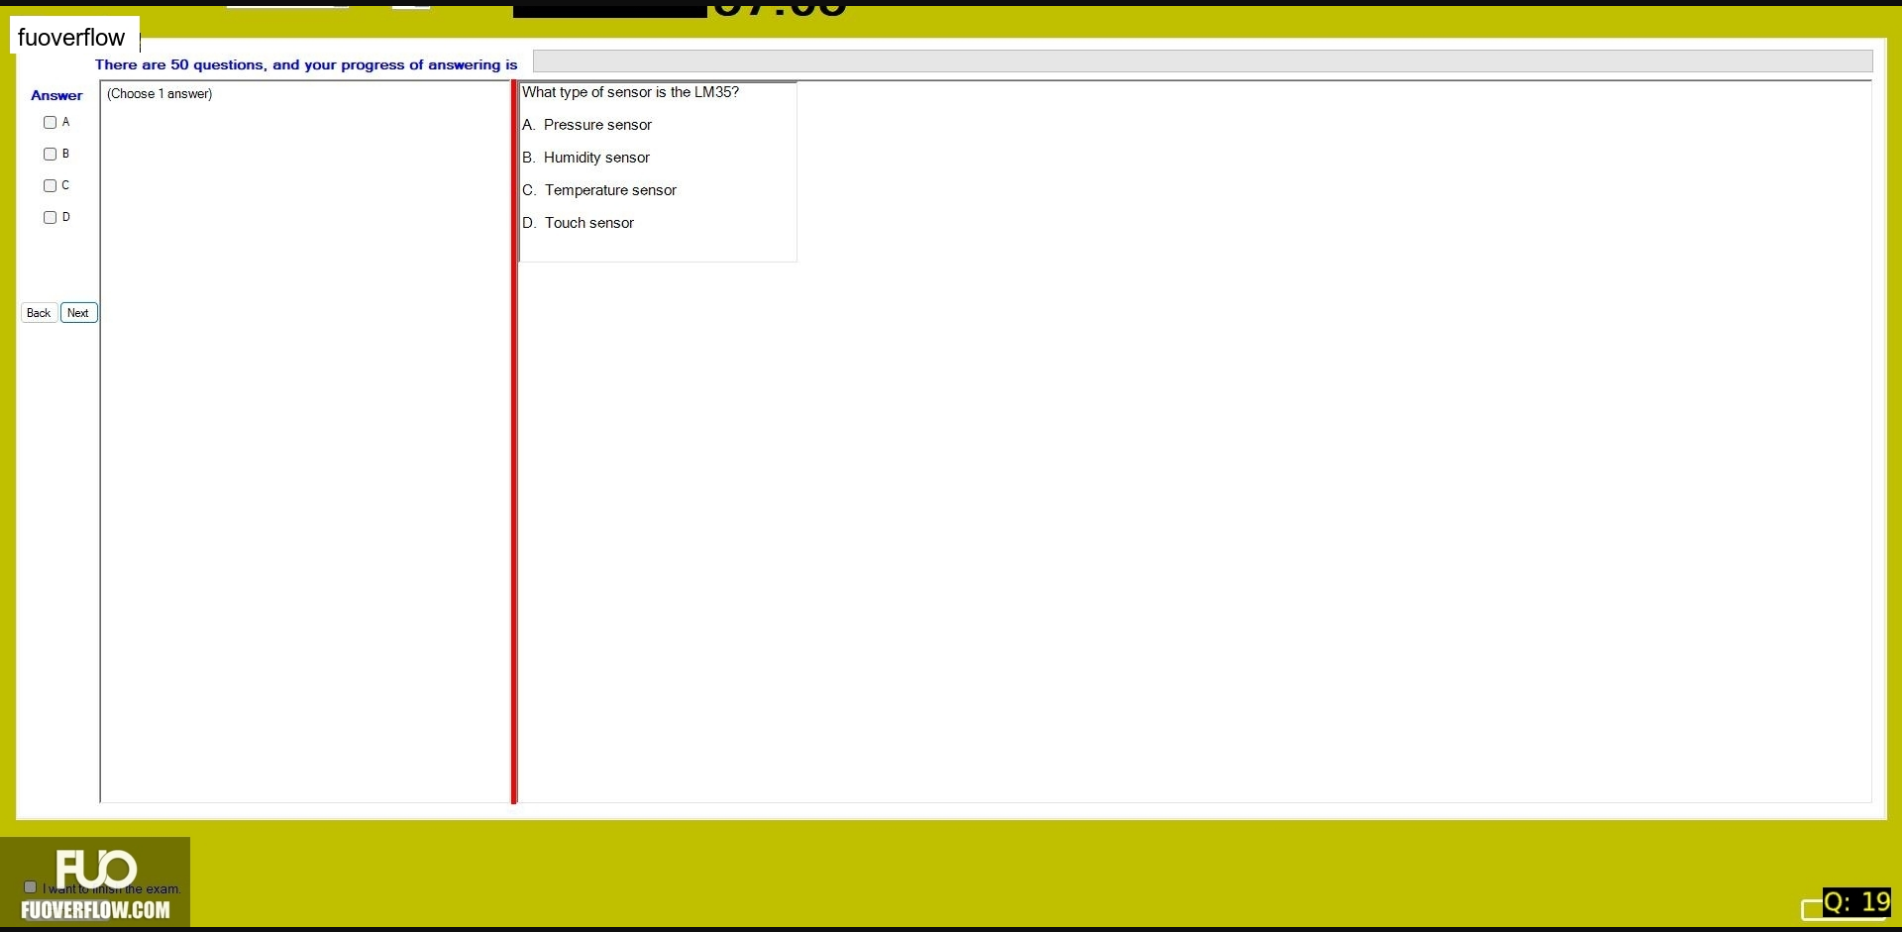 fuoverflow
There are 50 questions, and your progress of answering is
Answer
(Choose 1 answer)
A
B
C
D
Back
Next
What type of sensor is the LM35?
A. Pressure sensor
B. Humidity sensor
C. Temperature sensor
D. Touch sensor
FUO
I want to finish the exam.
FUOVERFLOW.COM
Q: 19